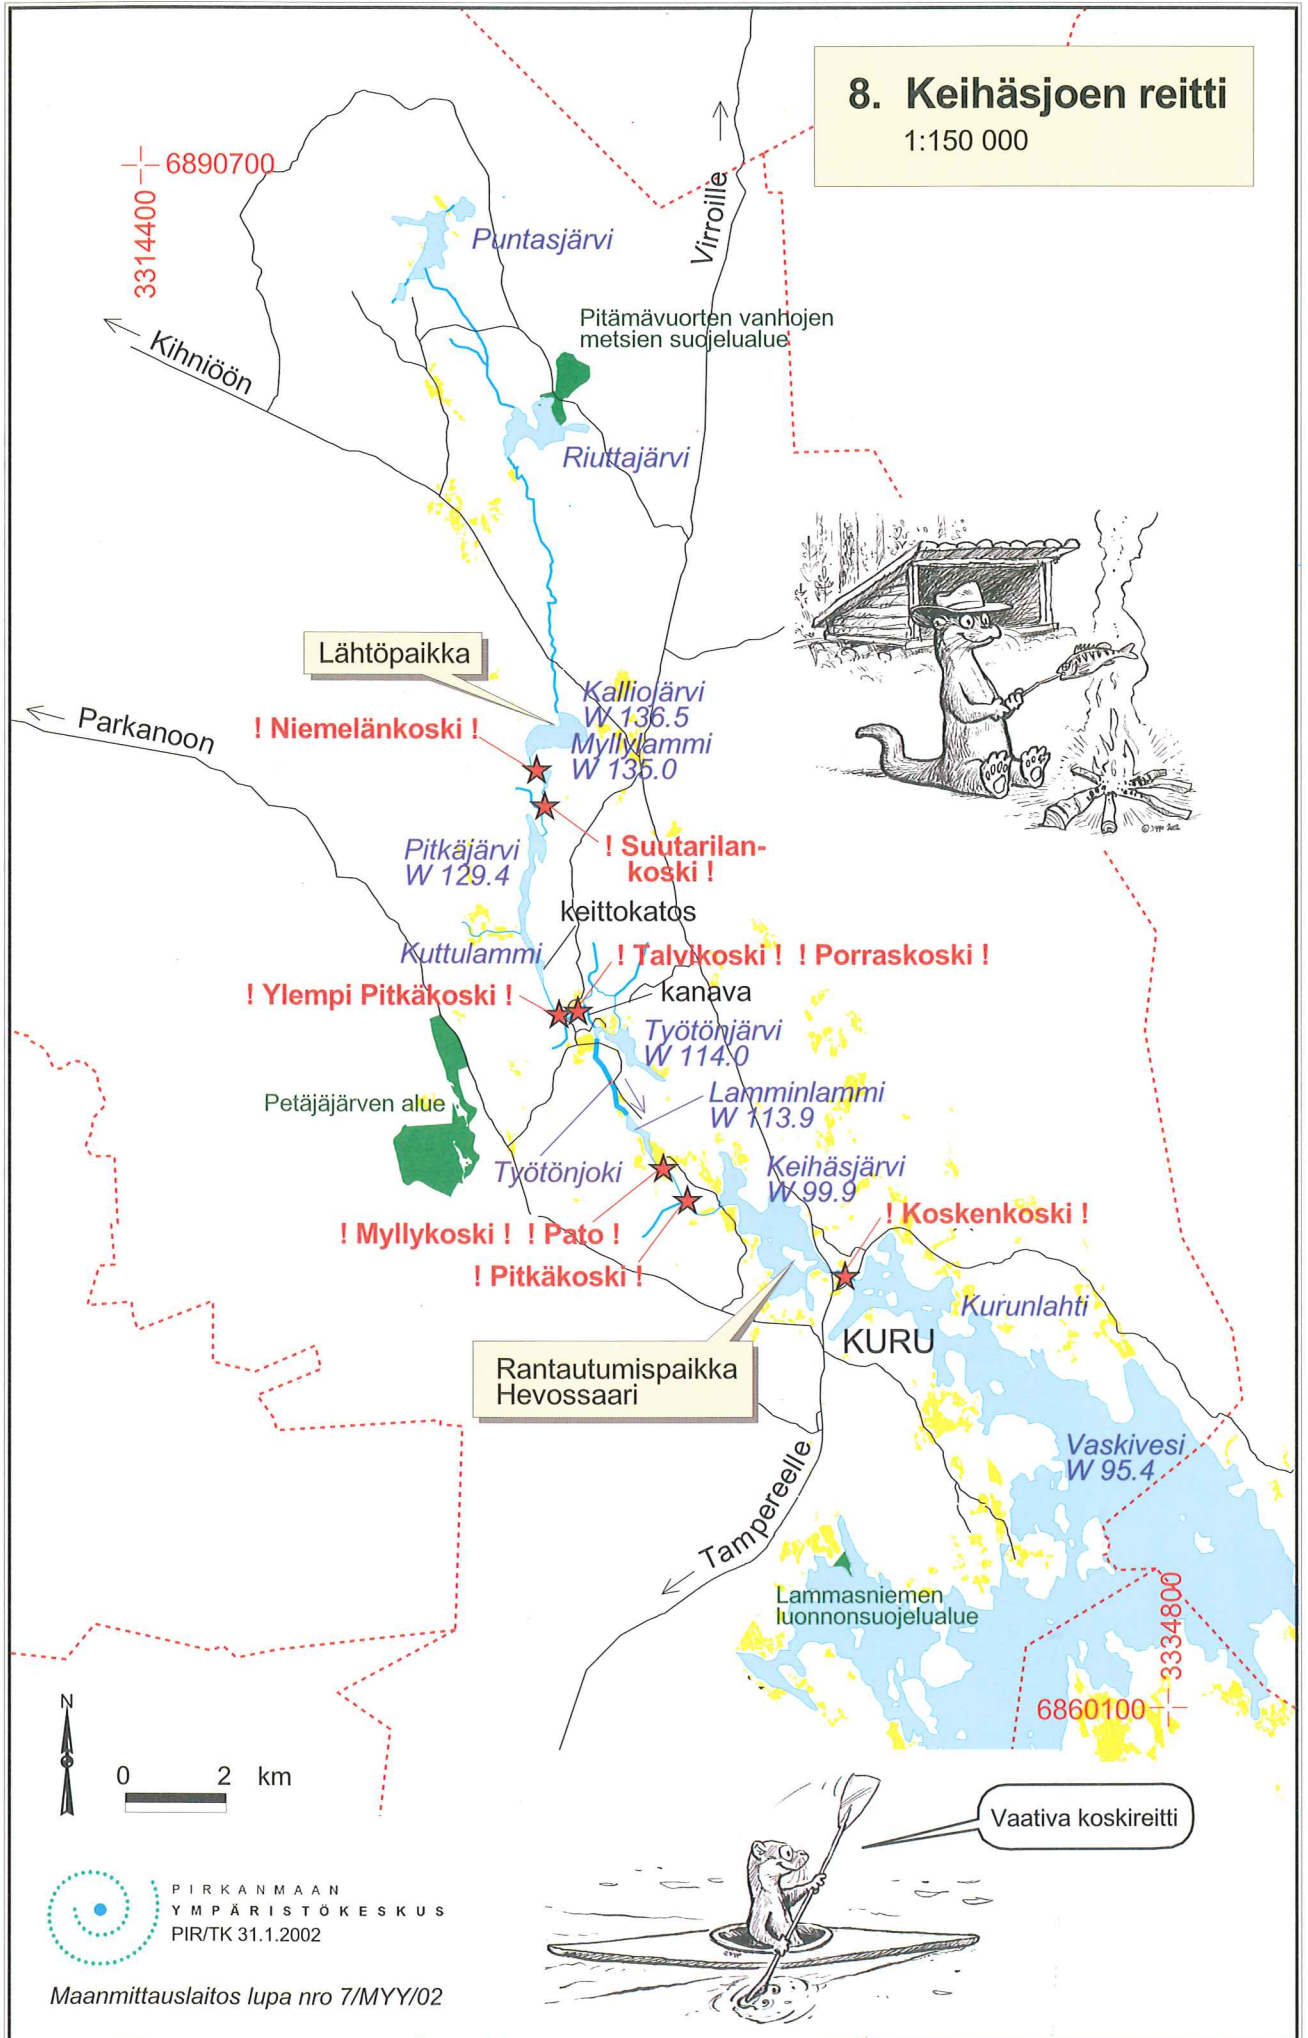 8. Keihäsjoen reitti
1:150 000
6890700
3314400
Virroille
Puntasjärvi
Pitämävuorten vanhojen
metsien suojelualue
Kihniöön
Riuttajärvi
Lähtöpaikka
Kalliojärvi
W 136.5
Myllylammi
W 135.0
Parkanoon
! Niemelänkoski !
! Suutarilan-
koski !
Pitkäjärvi
W 129.4
keittokatos
Kuttulammi
! Talvikoski ! ! Porraskoski !
! Ylempi Pitkäkoski !
kanava
Työtönjärvi
W 114.0
Petäjäjärven alue
Lamminlammi
W 113.9
Työtönjoki
Keihäsjärvi
W 99.9
! Koskenkoski !
! Myllykoski ! ! Pato !
! Pitkäkoski !
Kurunlahti
KURU
Rantautumispaikka
Hevossaari
Vaskivesi
W 95.4
Tampereelle
Lammasniemen
luonnonsuojelualue
3334800
6860100
N
0 2 km
Vaativa koskireitti
PIRKANMAAN
YMPÄRISTÖKESKUS
PIR/TK 31.1.2002
Maanmittauslaitos lupa nro 7/MYY/02